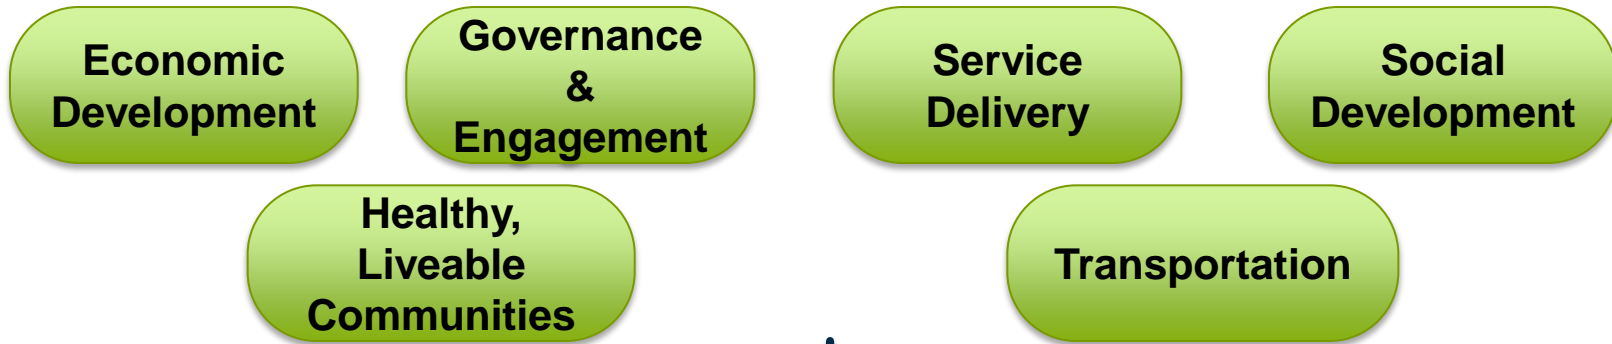 Economic
Development
Governance
&
Engagement
Service
Delivery
Social
Development
Healthy,
Liveable
Communities
Transportation